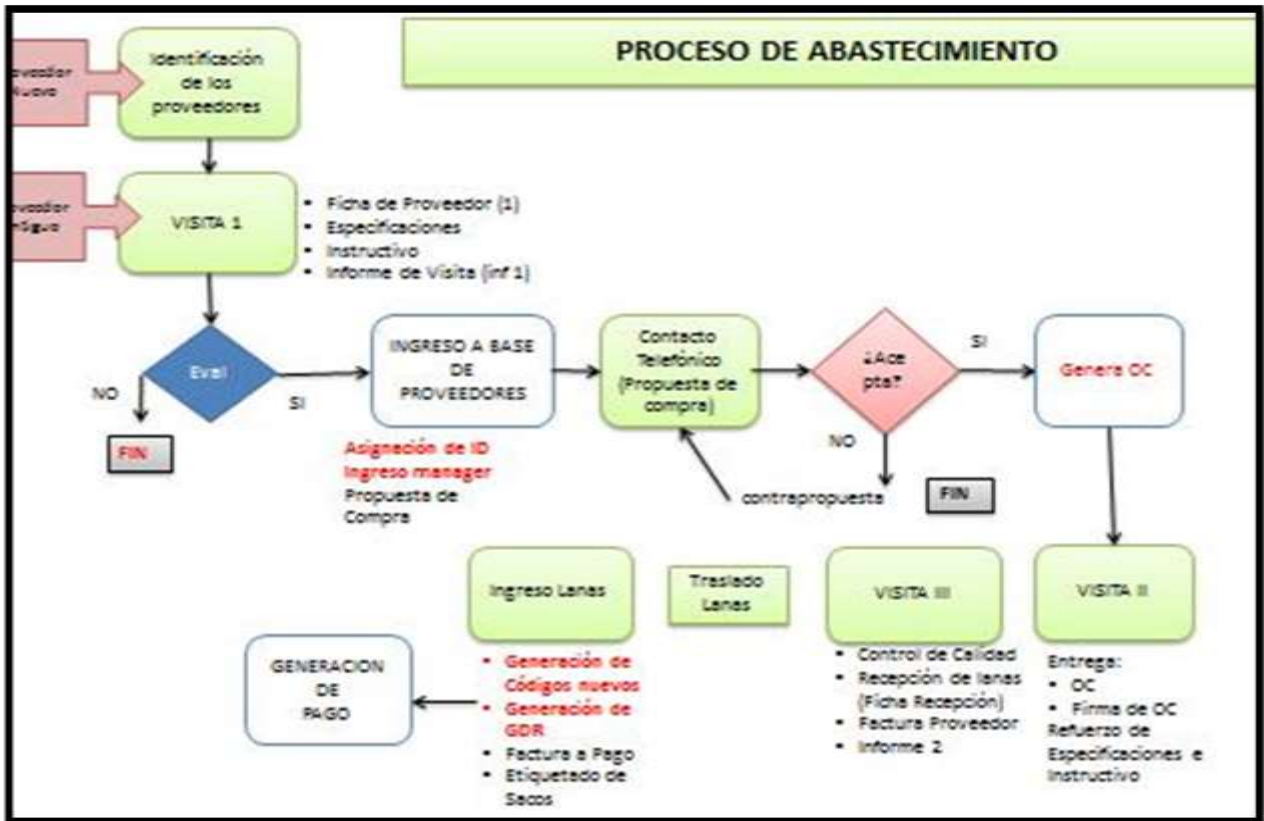 PROCESO DE ABASTECIMIENTO
Identificación
de los
proveedores
VISITA 1
• Ficha de Proveedor (1)
• Especificaciones
• Instructivo
• Informe de Visita (inf 1)
Eval
NO
SI
FIN
INGRESO A BASE
DE
PROVEEDORES
Asignación de ID
Ingreso manager
Propuesta de
Compra
Contacto
Telefónico
(Propuesta de
compra)
¿Ace
pta?
SI
NO
contrapropuesta
FIN
Genera OC
VISITA II
Entrega:
• OC
• Firma de OC
Refuerzo de
Especificaciones e
Instructivo
VISITA III
• Control de Calidad
• Recepción de lanas
(Ficha Recepción)
• Factura Proveedor
• Informe 2
Traslado
Lanas
Ingreso Lanas
• Generación de
Códigos nuevos
• Generación de
GDR
• Factura a Pago
• Etiquetado de
Sacos
GENERACION
DE
PAGO